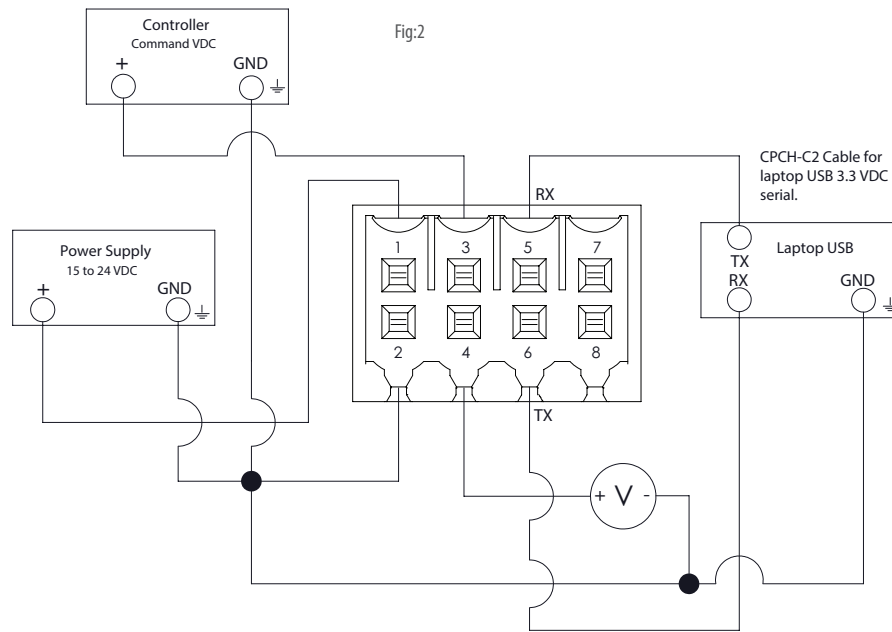 Fig:2
Controller
Command VDC
+
GND
Power Supply
15 to 24 VDC
+
GND
RX
1
3
5
7
2
4
6
8
TX
+ V -
CPCH-C2 Cable for
laptop USB 3.3 VDC
serial.
Laptop USB
TX
RX
GND